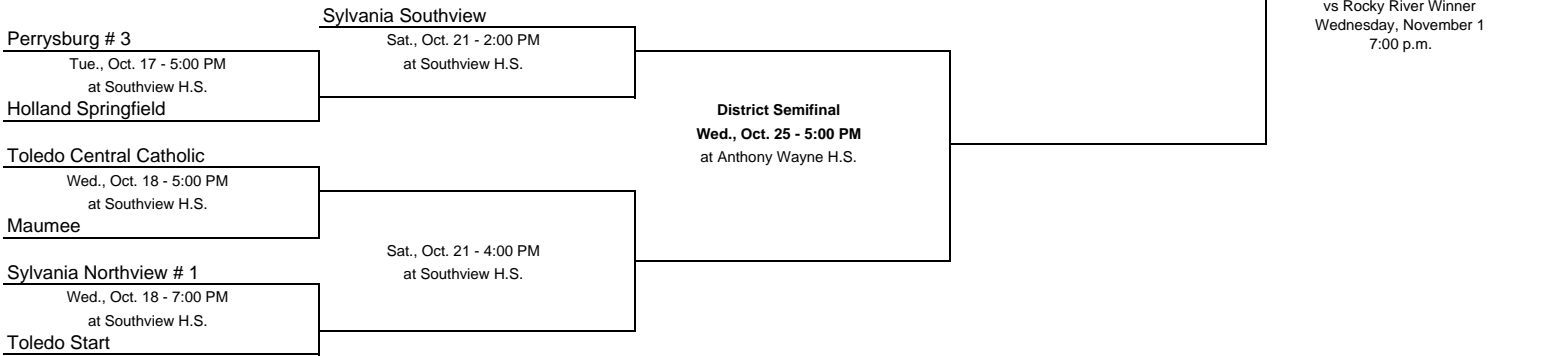 Sylvania Southview
Perrysburg # 3
Sat., Oct. 21 - 2:00 PM
Tue., Oct. 17 - 5:00 PM
at Southview H.S.
at Southview H.S.
Holland Springfield
District Semifinal
Wed., Oct. 25 - 5:00 PM
at Anthony Wayne H.S.
Toledo Central Catholic
Wed., Oct. 18 - 5:00 PM
at Southview H.S.
Maumee
Sat., Oct. 21 - 4:00 PM
at Southview H.S.
Sylvania Northview # 1
Wed., Oct. 18 - 7:00 PM
at Southview H.S.
Toledo Start
vs Rocky River Winner
Wednesday, November 1
7:00 p.m.